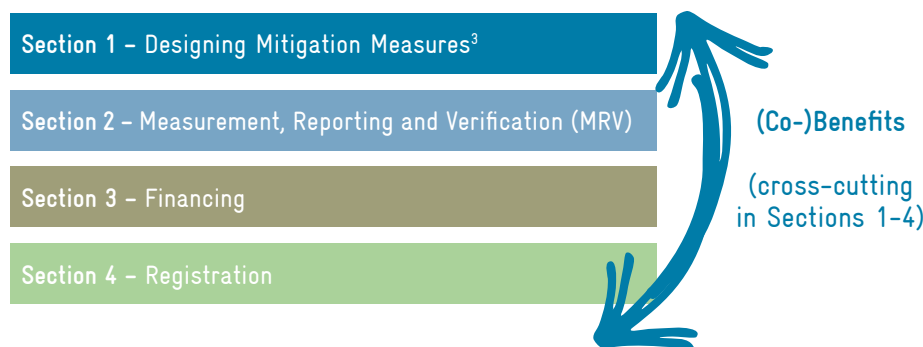 Section 1 – Designing Mitigation Measures³
Section 2 – Measurement, Reporting and Verification (MRV)
Section 3 – Financing
Section 4 – Registration
(Co-)Benefits
(cross-cutting
in Sections 1-4)